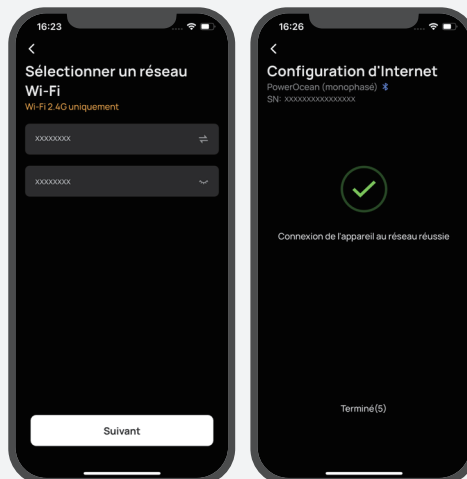 16:23
Sélectionner un réseau
Wi-Fi
Wi-Fi 2.4G uniquement
xxxxxxxx
xxxxxxxx
Suivant
16:26
Configuration d'Internet
PowerOcean (monophasé)
SN: xxxxxxxxxxxxxxxx
Connexion de l'appareil au réseau réussie
Terminé(5)